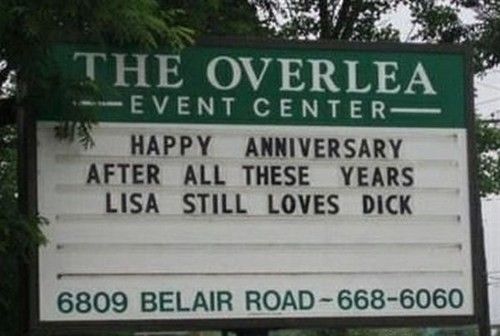 THE OVERLEA
EVENT CENTER
HAPPY ANNIVERSARY
AFTER ALL THESE YEARS
LISA STILL LOVES DICK
6809 BELAIR ROAD~668-6060